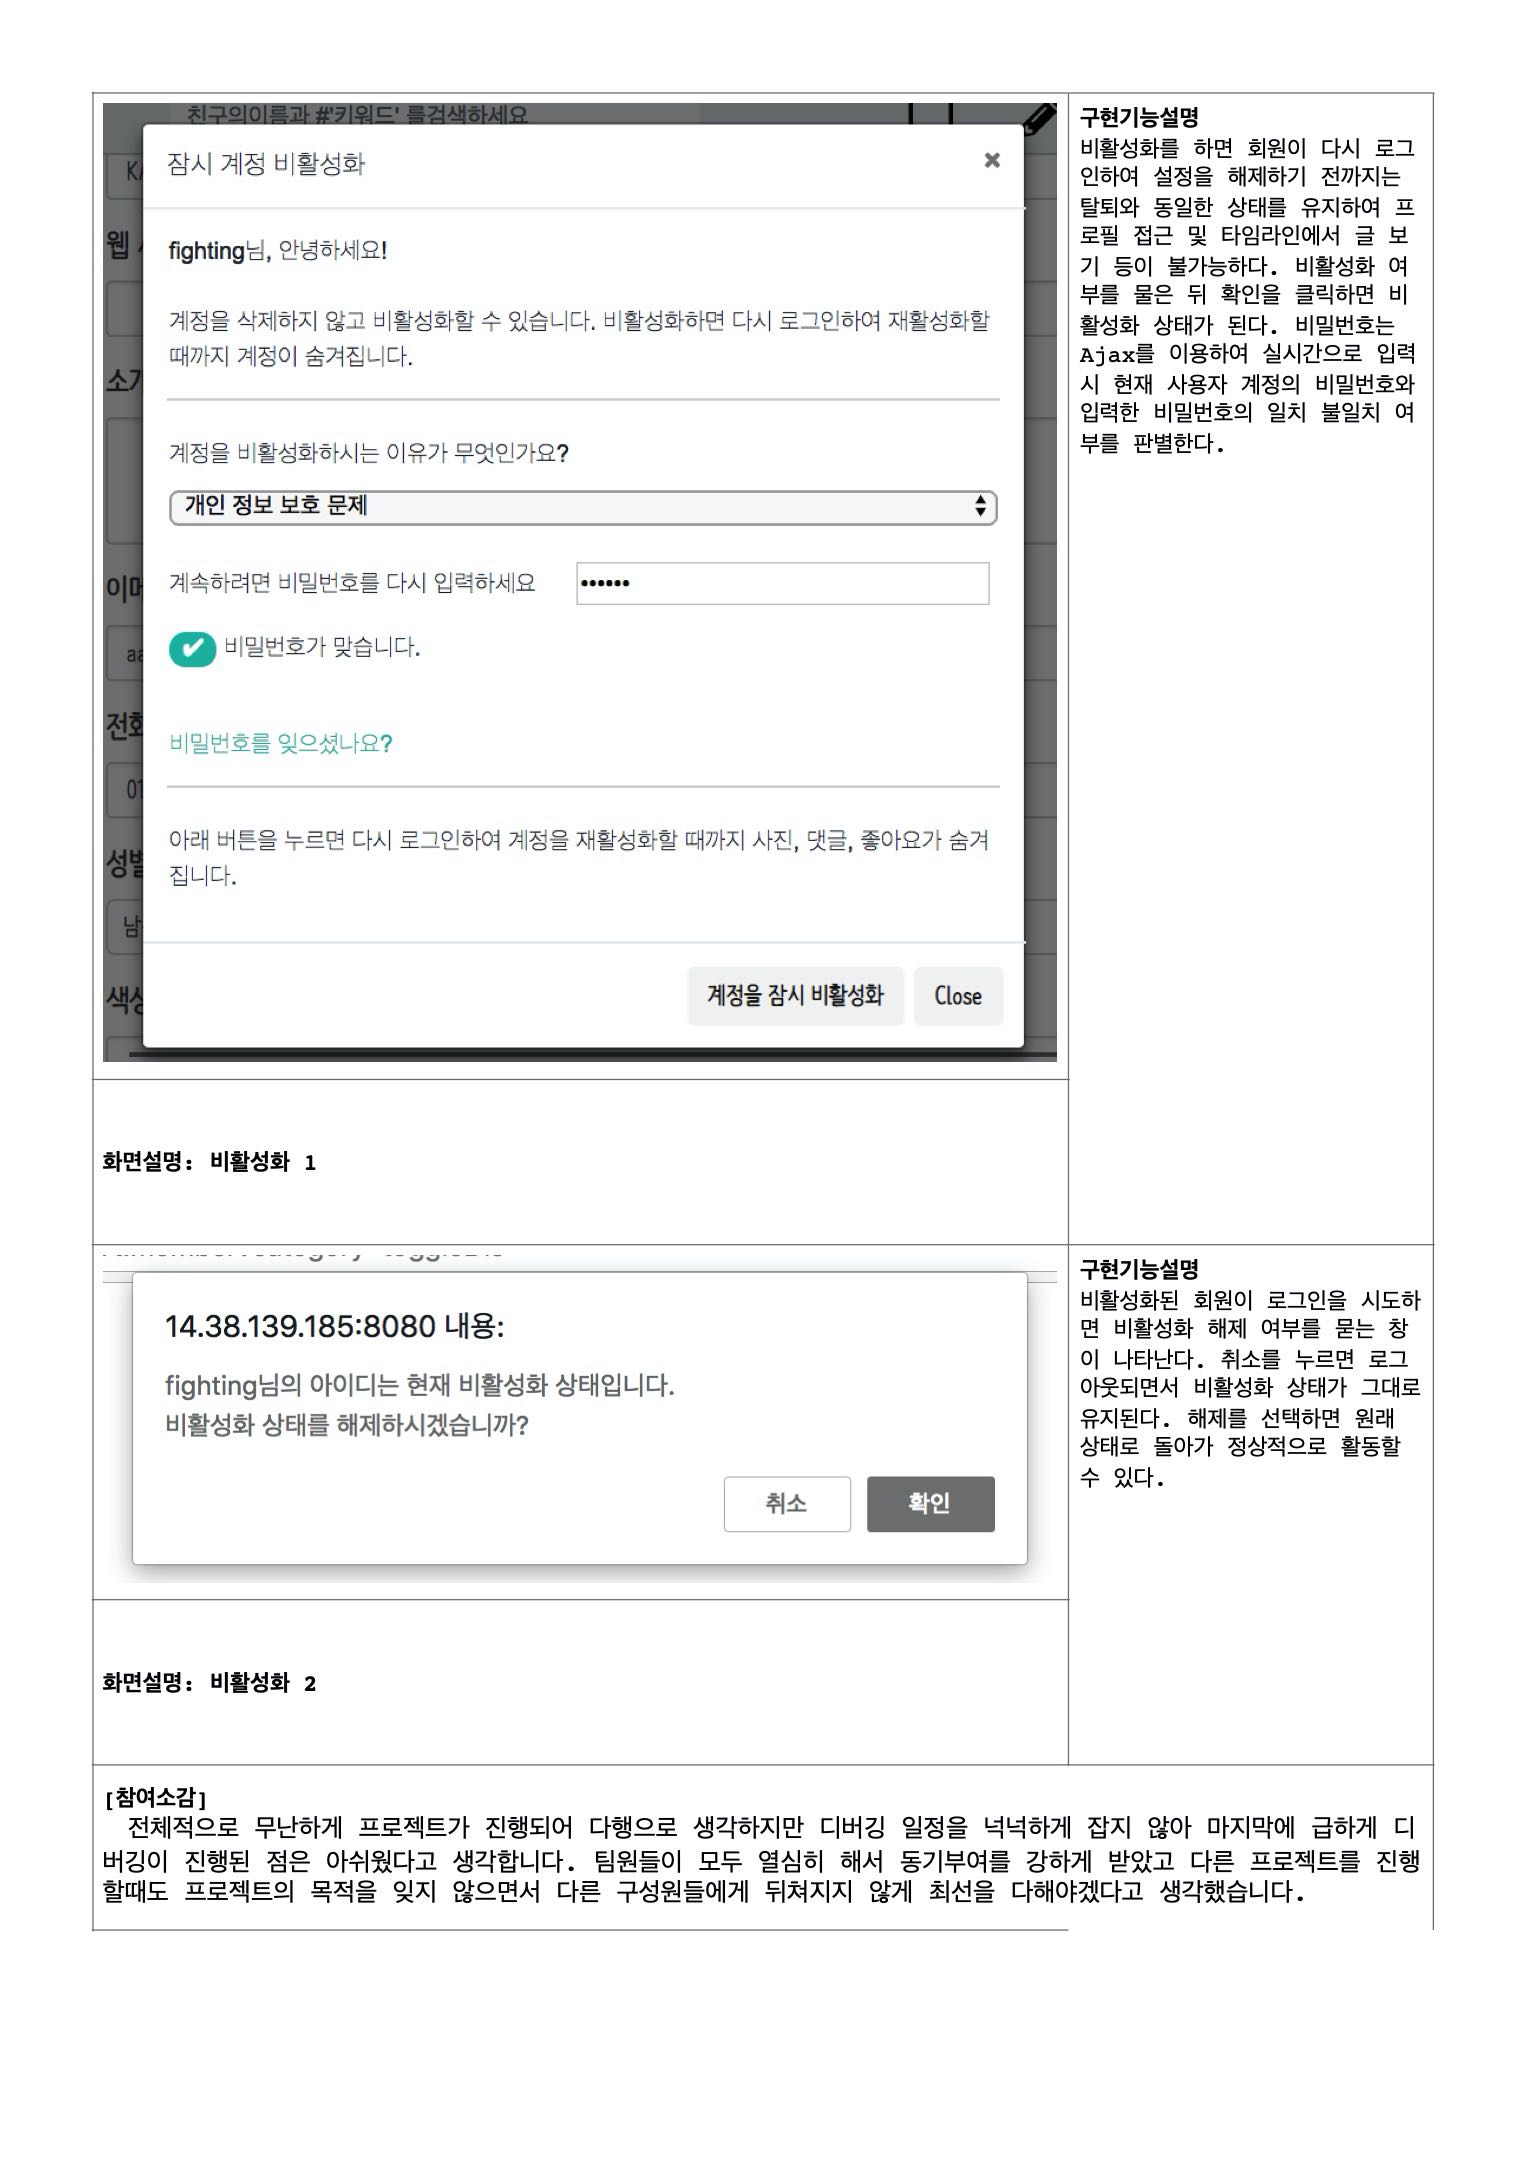 친구의이름과 #'키워드' 를검색하세요
잠시 계정 비활성화
fighting님, 안녕하세요!
계정을 삭제하지 않고 비활성화할 수 있습니다. 비활성화하면 다시 로그인하여 재활성화할
때까지 계정이 숨겨집니다.
계정을 비활성화하시는 이유가 무엇인가요?
개인 정보 보호 문제
계속하려면 비밀번호를 다시 입력하세요 ••••••
비밀번호가 맞습니다.
비밀번호를 잊으셨나요?
아래 버튼을 누르면 다시 로그인하여 계정을 재활성화할 때까지 사진, 댓글, 좋아요가 숨겨
집니다.
계정을 잠시 비활성화 Close
웹
이메
aa
01
남
구현기능설명
비활성화를 하면 회원이 다시 로그
인하여 설정을 해제하기 전까지는
탈퇴와 동일한 상태를 유지하여 프
로필 접근 및 타임라인에서 글 보
기 등이 불가능하다. 비활성화 여
부를 물은 뒤 확인을 클릭하면 비
활성화 상태가 된다. 비밀번호는
Ajax를 이용하여 실시간으로 입력
시 현재 사용자 계정의 비밀번호와
입력한 비밀번호의 일치 불일치 여
부를 판별한다.
화면설명: 비활성화 1
14.38.139.185:8080 내용:
fighting님의 아이디는 현재 비활성화 상태입니다.
비활성화 상태를 해제하시겠습니까?
취소 확인
구현기능설명
비활성화된 회원이 로그인을 시도하
면 비활성화 해제 여부를 묻는 창
이 나타난다. 취소를 누르면 로그
아웃되면서 비활성화 상태가 그대로
유지된다. 해제를 선택하면 원래
상태로 돌아가 정상적으로 활동할
수 있다.
화면설명: 비활성화 2
[참여소감]
전체적으로 무난하게 프로젝트가 진행되어 다행으로 생각하지만 디버깅 일정을 넉넉하게 잡지 않아 마지막에 급하게 디
버깅이 진행된 점은 아쉬웠다고 생각합니다. 팀원들이 모두 열심히 해서 동기부여를 강하게 받았고 다른 프로젝트를 진행
할때도 프로젝트의 목적을 잊지 않으면서 다른 구성원들에게 뒤쳐지지 않게 최선을 다해야겠다고 생각했습니다.